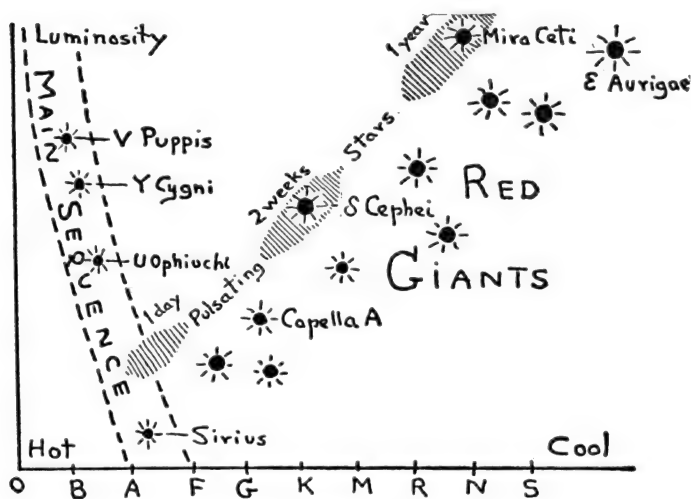 Luminosity
MAIN SEQUENCE
1 year
Mira Ceti
ε Aurigae
V Puppis
Y Cygni
U Ophiuchi
2 weeks
Pulsating Stars
δ Cephei
RED
GIANTS
1 day
Capella A
Sirius
Hot
Cool
O B A F G K M R N S